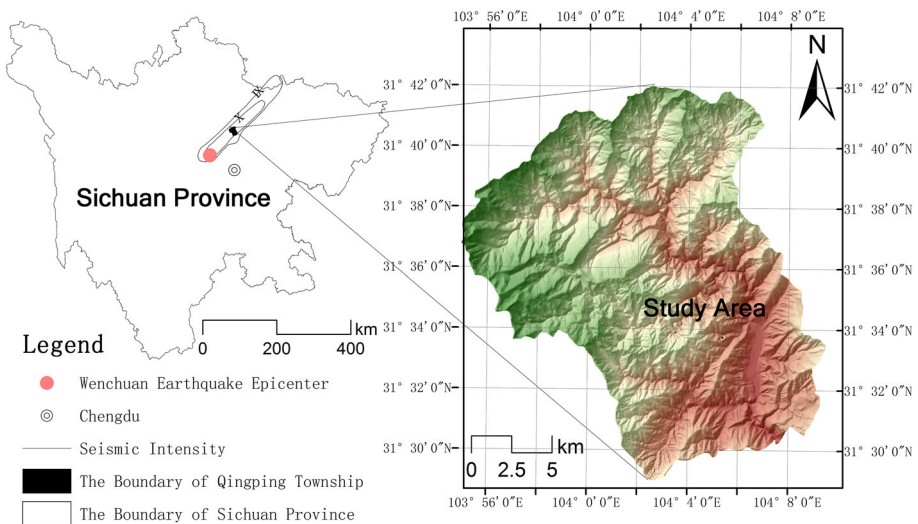 103° 56′ 0″E 104° 0′ 0″E 104° 4′ 0″E 104° 8′ 0″E
N
31° 42′ 0″N 31° 42′ 0″N
IX
X
31° 40′ 0″N 31° 40′ 0″N
Sichuan Province
31° 38′ 0″N 31° 38′ 0″N
31° 36′ 0″N 31° 36′ 0″N
Study Area
31° 34′ 0″N 31° 34′ 0″N
km
0 200 400
Legend
Wenchuan Earthquake Epicenter
31° 32′ 0″N 31° 32′ 0″N
Chengdu
31° 30′ 0″N 31° 30′ 0″N
Seismic Intensity
km
0 2.5 5
The Boundary of Qingping Township
103° 56′ 0″E 104° 0′ 0″E 104° 4′ 0″E 104° 8′ 0″E
The Boundary of Sichuan Province